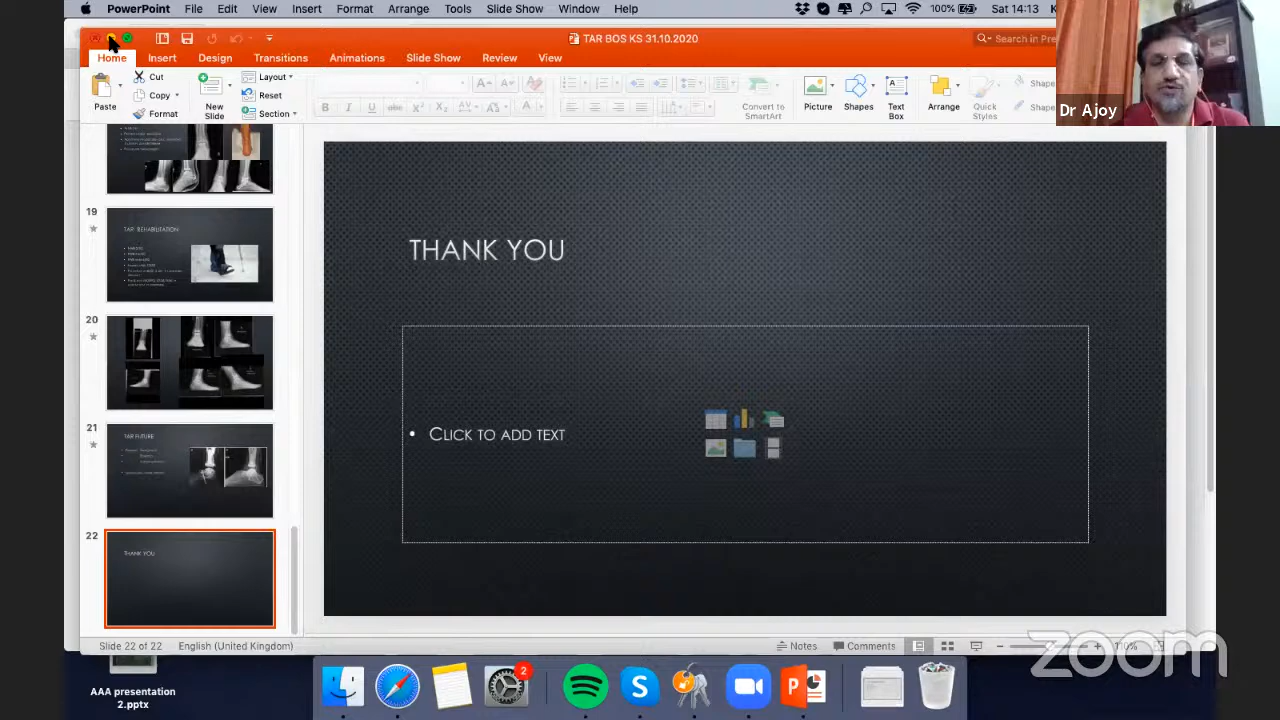 PowerPoint File Edit View Insert Format Arrange Tools Slide Show Window Help 100% Sat 14:13
TAR BOS KS 31.10.2020
Search in Pre
Home Insert Design Transitions Animations Slide Show Review View
Cut
Copy
Format
Paste
New Slide
Layout
Reset
Section
Convert to SmartArt
Picture
Shapes
Text Box
Arrange
Quick Styles
Shape
Shape
Dr Ajoy
19
TAR REHABILITATION
20
21
TAR FUTURE
22
THANK YOU
THANK YOU
• CLICK TO ADD TEXT
Slide 22 of 22 English (United Kingdom)
Notes Comments 110%
zoom
2
AAA presentation
2.pptx